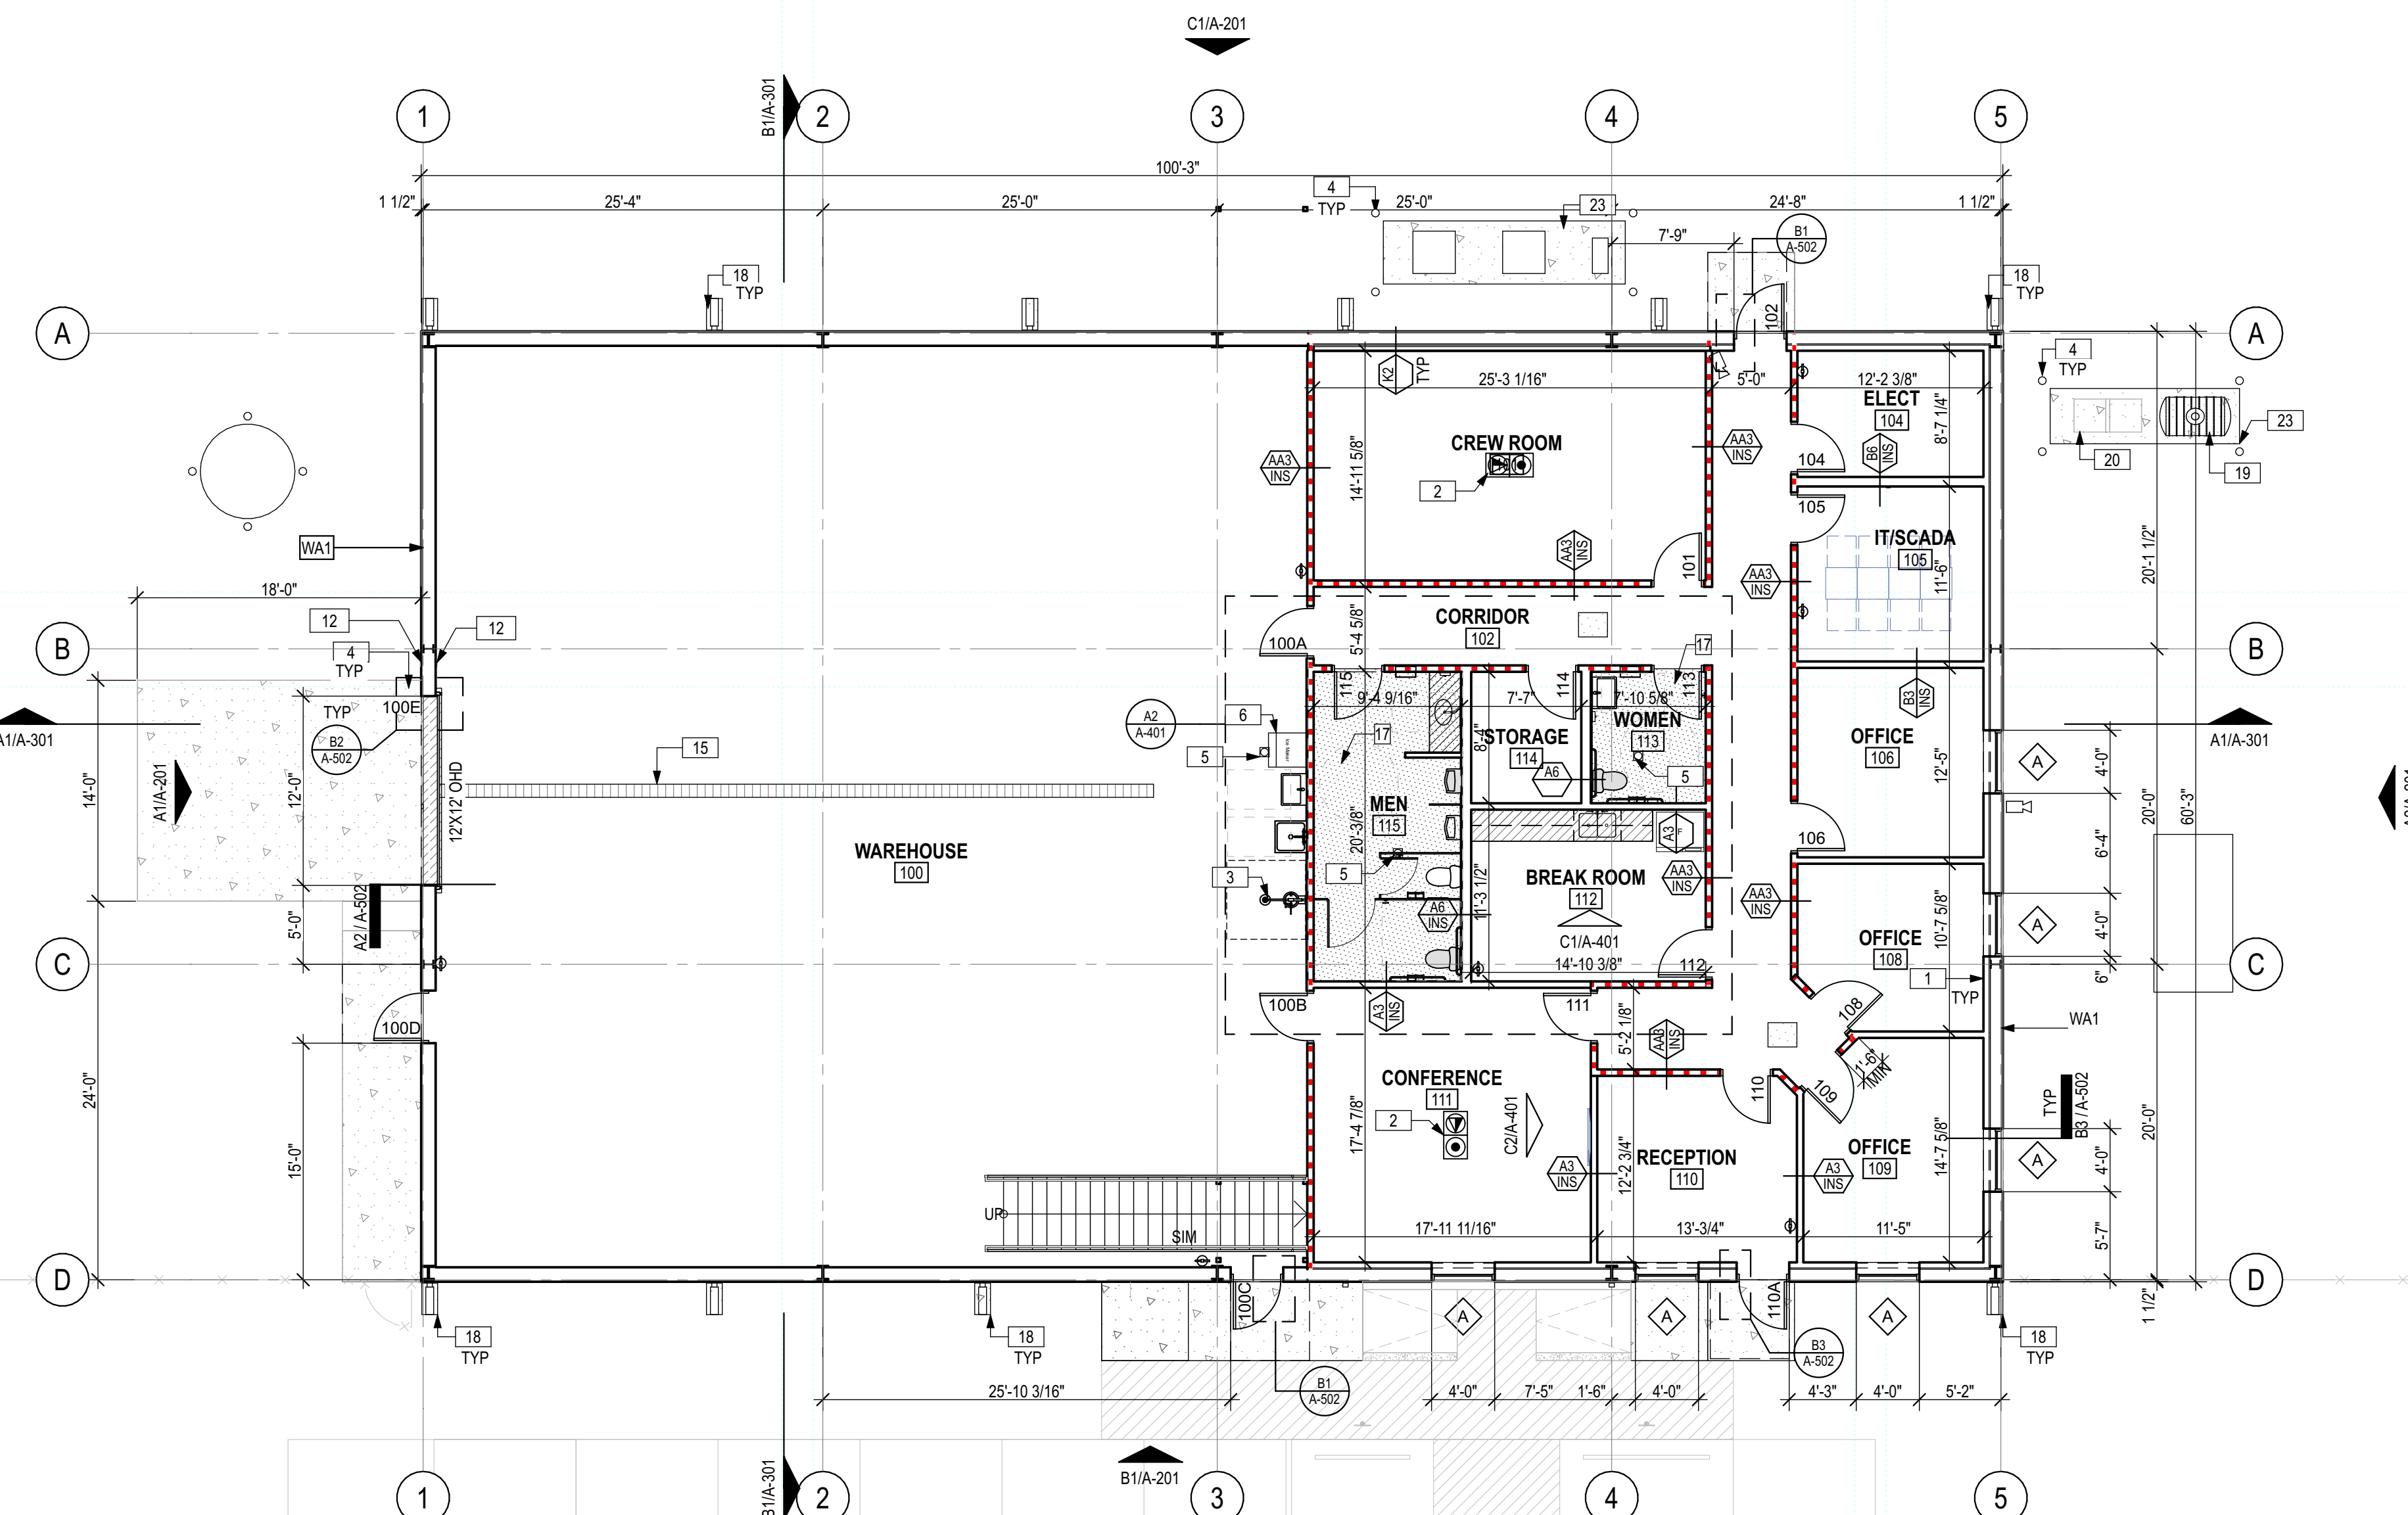 C1/A-201
B1/A-301
1
2
3
4
5
100'-3"
1 1/2"
25'-4"
25'-0"
4
TYP
25'-0"
23
24'-8"
1 1/2"
7'-9"
B1
A-502
18
TYP
18
TYP
102
A
A
K2
TYP
25'-3 1/16"
5'-0"
12'-2 3/8"
ELECT
104
8'-7 1/4"
4
TYP
23
20
19
CREW ROOM
2
14'-11 5/8"
AA3
INS
AA3
INS
104
B6
INS
105
IT/SCADA
105
11'-6"
20'-1 1/2"
WA1
AA3
INS
101
AA3
INS
18'-0"
12
12
4
TYP
CORRIDOR
102
5'-4 5/8"
100A
17
B
B
B3
INS
100E
TYP
B2
A-502
A1/A-301
A1/A-201
14'-0"
12'-0"
12'X12' OHD
15
A2
A-401
6
5
Ice Maker
115
9'-4 9/16"
114
7'-7"
113
7'-10 5/8"
17
STORAGE
114
8'-4"
A6
WOMEN
113
5
OFFICE
106
12'-5"
A
4'-0"
A1/A-301
20'-0"
60'-3"
6'-4"
MEN
115
20'-3/8"
A3
F
106
WAREHOUSE
100
3
5
BREAK ROOM
112
11'-3 1/2"
AA3
INS
A6
INS
C1/A-401
AA3
INS
OFFICE
108
10'-7 5/8"
A
4'-0"
A2 / A-502
5'-0"
C
C
14'-10 3/8"
112
1
TYP
6"
100D
100B
A3
INS
111
108
WA1
5'-2 1/8"
AA3
INS
1'-6"
MIN
24'-0"
15'-0"
CONFERENCE
111
2
17'-4 7/8"
C2/A-401
110
109
TYP
B3 / A-502
RECEPTION
110
12'-2 3/4"
A3
INS
A3
INS
OFFICE
109
14'-7 5/8"
A
4'-0"
20'-0"
5'-7"
UP
SIM
17'-11 11/16"
13'-3/4"
11'-5"
D
D
100C
110A
1 1/2"
18
TYP
18
TYP
A
A
A
18
TYP
B3
A-502
B1
A-502
25'-10 3/16"
4'-0"
7'-5"
1'-6"
4'-0"
4'-3"
4'-0"
5'-2"
B1/A-301
B1/A-201
1
2
3
4
5